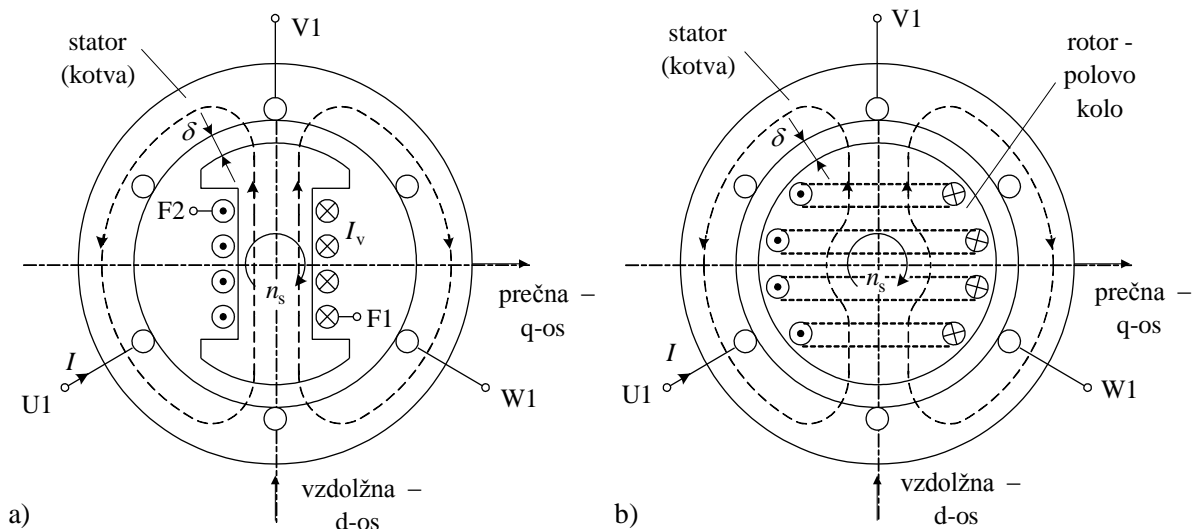 V1
stator
(kotva)
δ
F2
I_v
n_s
F1
prečna –
q-os
I
U1
W1
vzdolžna –
d-os
a)
V1
stator
(kotva)
rotor -
polovo
kolo
δ
n_s
prečna –
q-os
I
U1
W1
vzdolžna –
d-os
b)